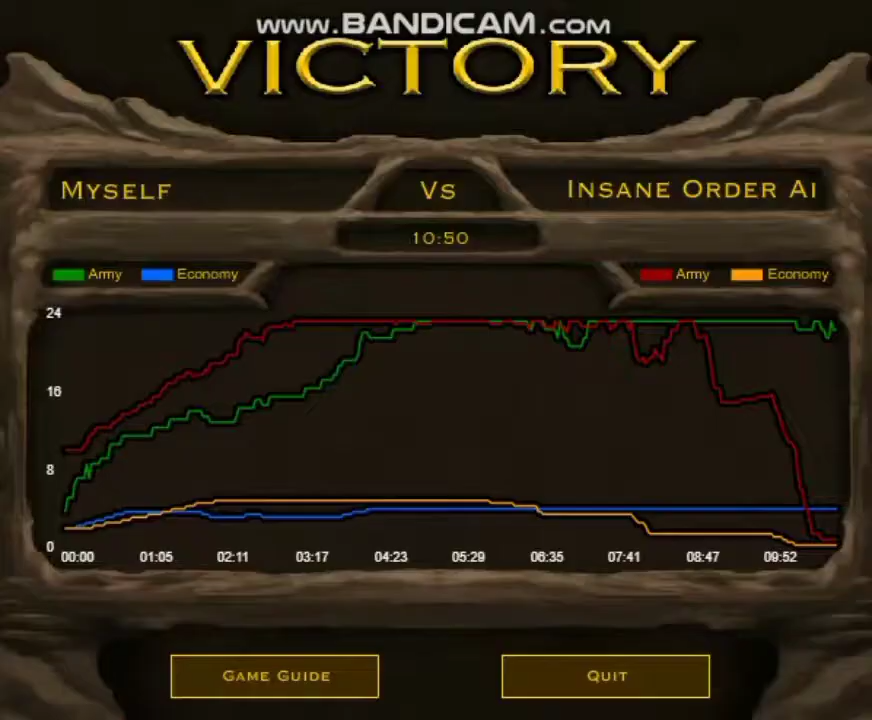 www.BANDICAM.com
VICTORY
MYSELF VS INSANE ORDER AI
10:50
Army Economy Army Economy
24
16
8
0
00:00 01:05 02:11 03:17 04:23 05:29 06:35 07:41 08:47 09:52
GAME GUIDE QUIT